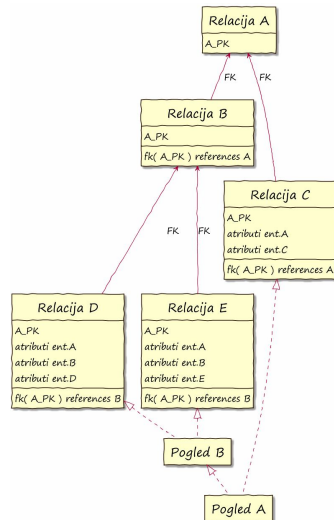 Relacija A
A_PK
FK
FK
Relacija B
A_PK
fk( A_PK ) references A
Relacija C
A_PK
atributi ent.A
atributi ent.C
fk( A_PK ) references A
FK
FK
Relacija D
A_PK
atributi ent.A
atributi ent.B
atributi ent.D
fk( A_PK ) references B
Relacija E
A_PK
atributi ent.A
atributi ent.B
atributi ent.E
fk( A_PK ) references B
Pogled B
Pogled A